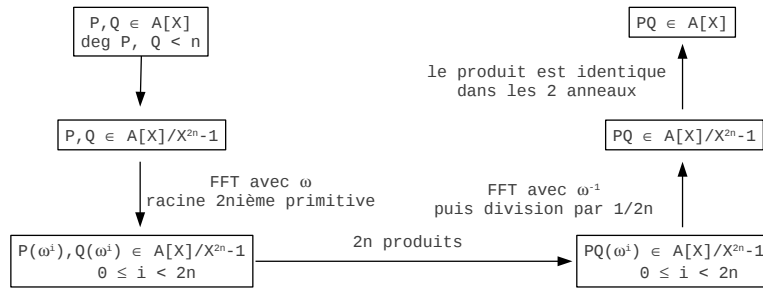 P,Q ∈ A[X]
deg P, Q < n
PQ ∈ A[X]
le produit est identique
dans les 2 anneaux
P,Q ∈ A[X]/X²ⁿ-1
PQ ∈ A[X]/X²ⁿ-1
FFT avec ω
racine 2nième primitive
FFT avec ω⁻¹
puis division par 1/2n
P(ωⁱ),Q(ωⁱ) ∈ A[X]/X²ⁿ-1
0 ≤ i < 2n
2n produits
PQ(ωⁱ) ∈ A[X]/X²ⁿ-1
0 ≤ i < 2n